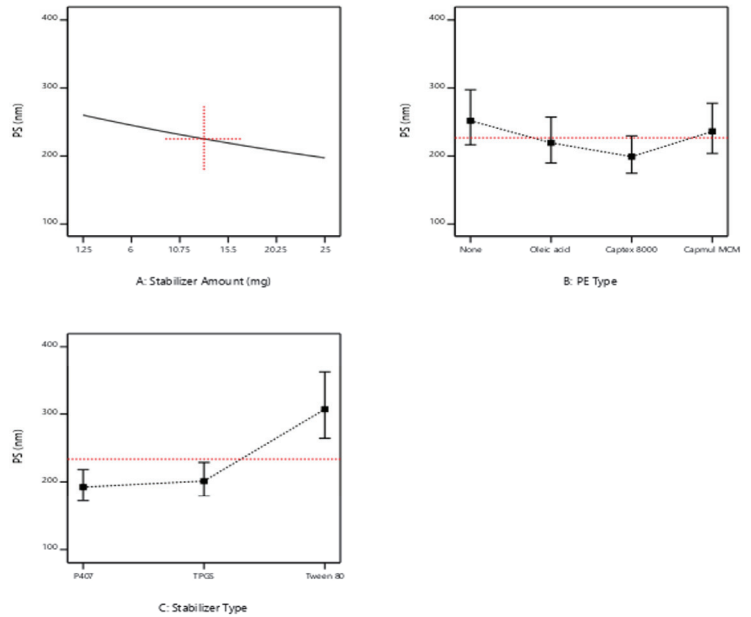 400
300
200
100
PS (nm)
1.25 6 10.75 15.5 20.25 25
A: Stabilizer Amount (mg)
400
300
200
100
PS (nm)
None Oleic acid Captex 8000 Capmul MCM
B: PE Type
400
300
200
100
PS (nm)
P407 TPGS Tween 80
C: Stabilizer Type